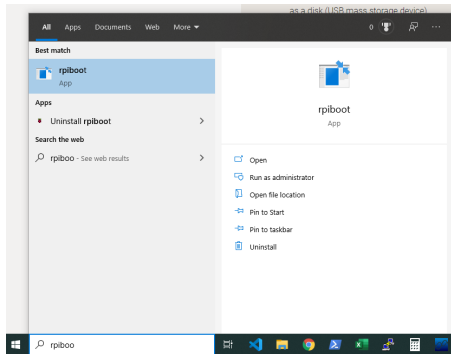 as a disk (USB mass storage device)
All Apps Documents Web More
0
Best match
rpiboot
App
Apps
Uninstall rpiboot
Search the web
rpiboo - See web results
rpiboot
App
Open
Run as administrator
Open file location
Pin to Start
Pin to taskbar
Uninstall
rpiboo